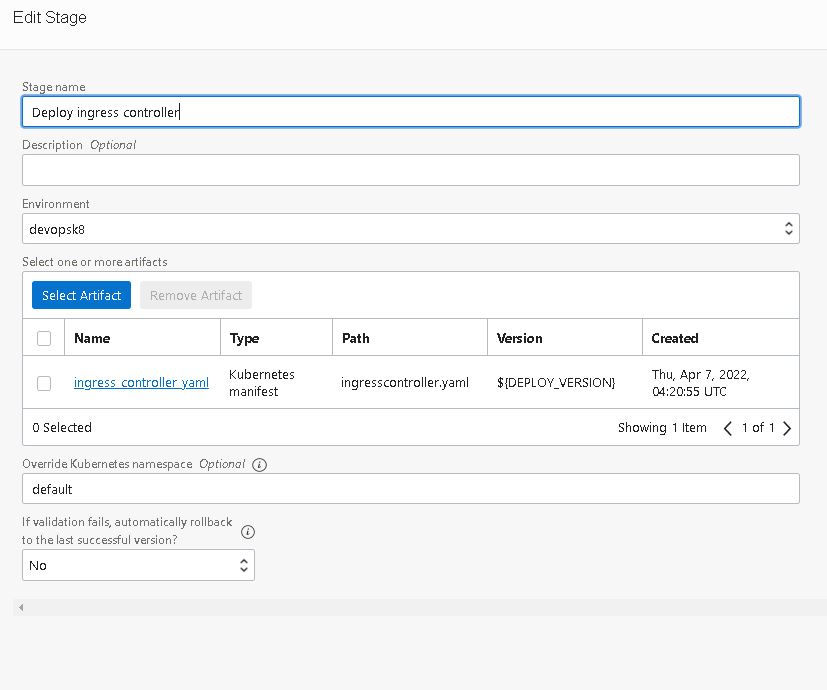 Edit Stage
Stage name
Deploy ingress controller
Description Optional
Environment
devopsk8
Select one or more artifacts
Select Artifact Remove Artifact
Name Type Path Version Created
ingress_controller_yaml Kubernetes manifest ingresscontroller.yaml ${DEPLOY_VERSION} Thu, Apr 7, 2022, 04:20:55 UTC
0 Selected Showing 1 Item 1 of 1
Override Kubernetes namespace Optional
default
If validation fails, automatically rollback
to the last successful version?
No